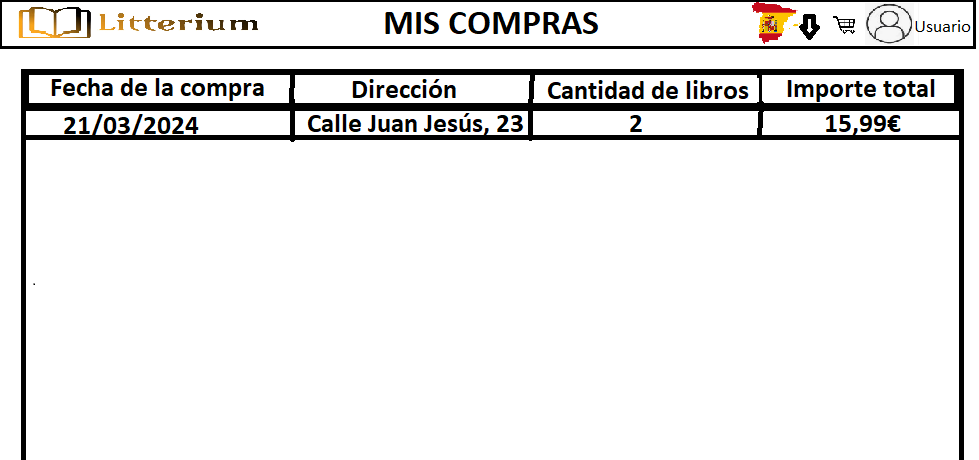 Litterium MIS COMPRAS Usuario
Fecha de la compra Dirección Cantidad de libros Importe total
21/03/2024 Calle Juan Jesús, 23 2 15,99€